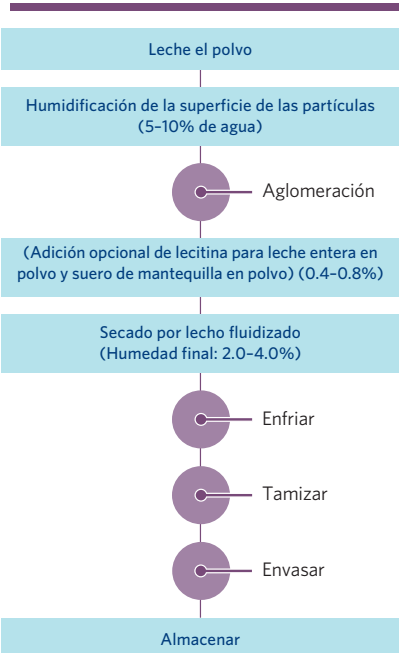 Leche el polvo
Humidificación de la superficie de las partículas
(5–10% de agua)
Aglomeración
(Adición opcional de lecitina para leche entera en
polvo y suero de mantequilla en polvo) (0.4–0.8%)
Secado por lecho fluidizado
(Humedad final: 2.0–4.0%)
Enfriar
Tamizar
Envasar
Almacenar